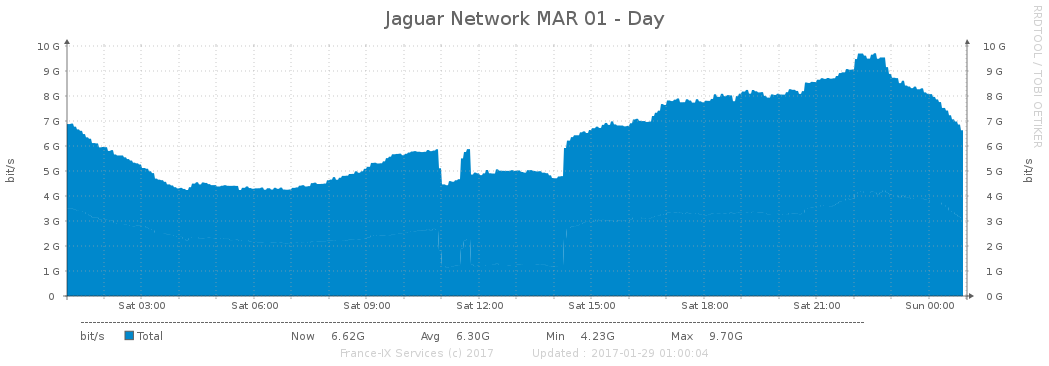 Jaguar Network MAR 01 - Day
RRDTOOL / TOBI OETIKER
bit/s
10 G
9 G
8 G
7 G
6 G
5 G
4 G
3 G
2 G
1 G
0
10 G
9 G
8 G
7 G
6 G
5 G
4 G
3 G
2 G
1 G
0 G
bit/s
Sat 03:00 Sat 06:00 Sat 09:00 Sat 12:00 Sat 15:00 Sat 18:00 Sat 21:00 Sun 00:00
bit/s Total Now 6.62G Avg 6.30G Min 4.23G Max 9.70G
France-IX Services (c) 2017 Updated : 2017-01-29 01:00:04